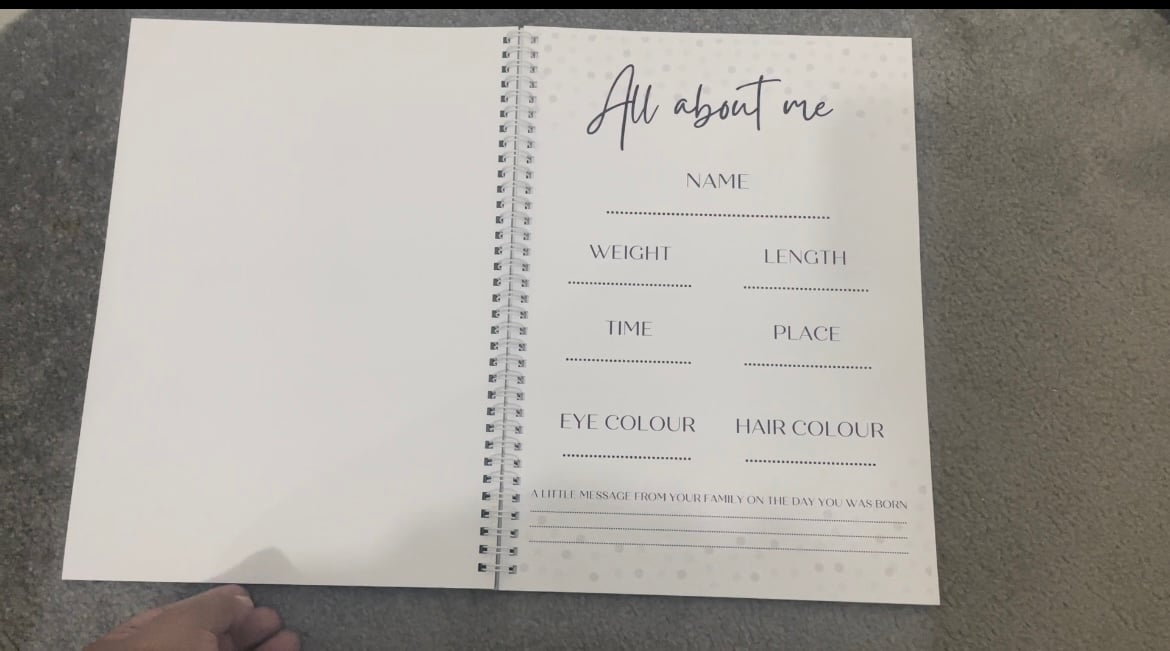 All about me
NAME
WEIGHT LENGTH
TIME PLACE
EYE COLOUR HAIR COLOUR
A LITTLE MESSAGE FROM YOUR FAMILY ON THE DAY YOU WAS BORN